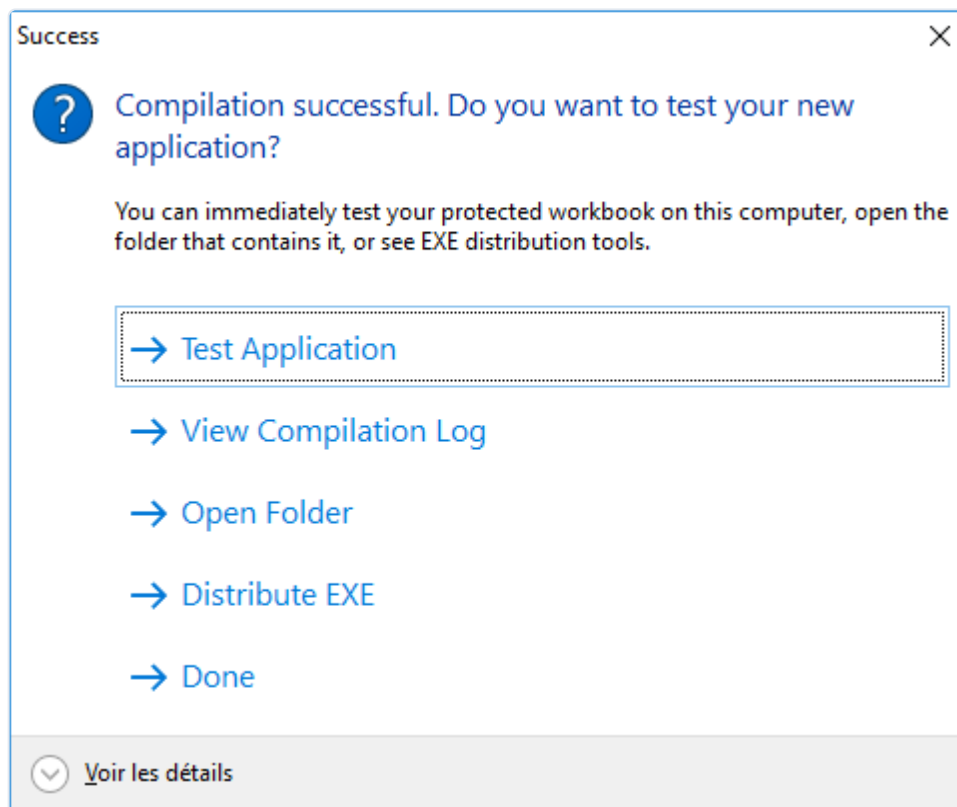 Success
Compilation successful. Do you want to test your new
application?
You can immediately test your protected workbook on this computer, open the
folder that contains it, or see EXE distribution tools.
Test Application
View Compilation Log
Open Folder
Distribute EXE
Done
Voir les détails